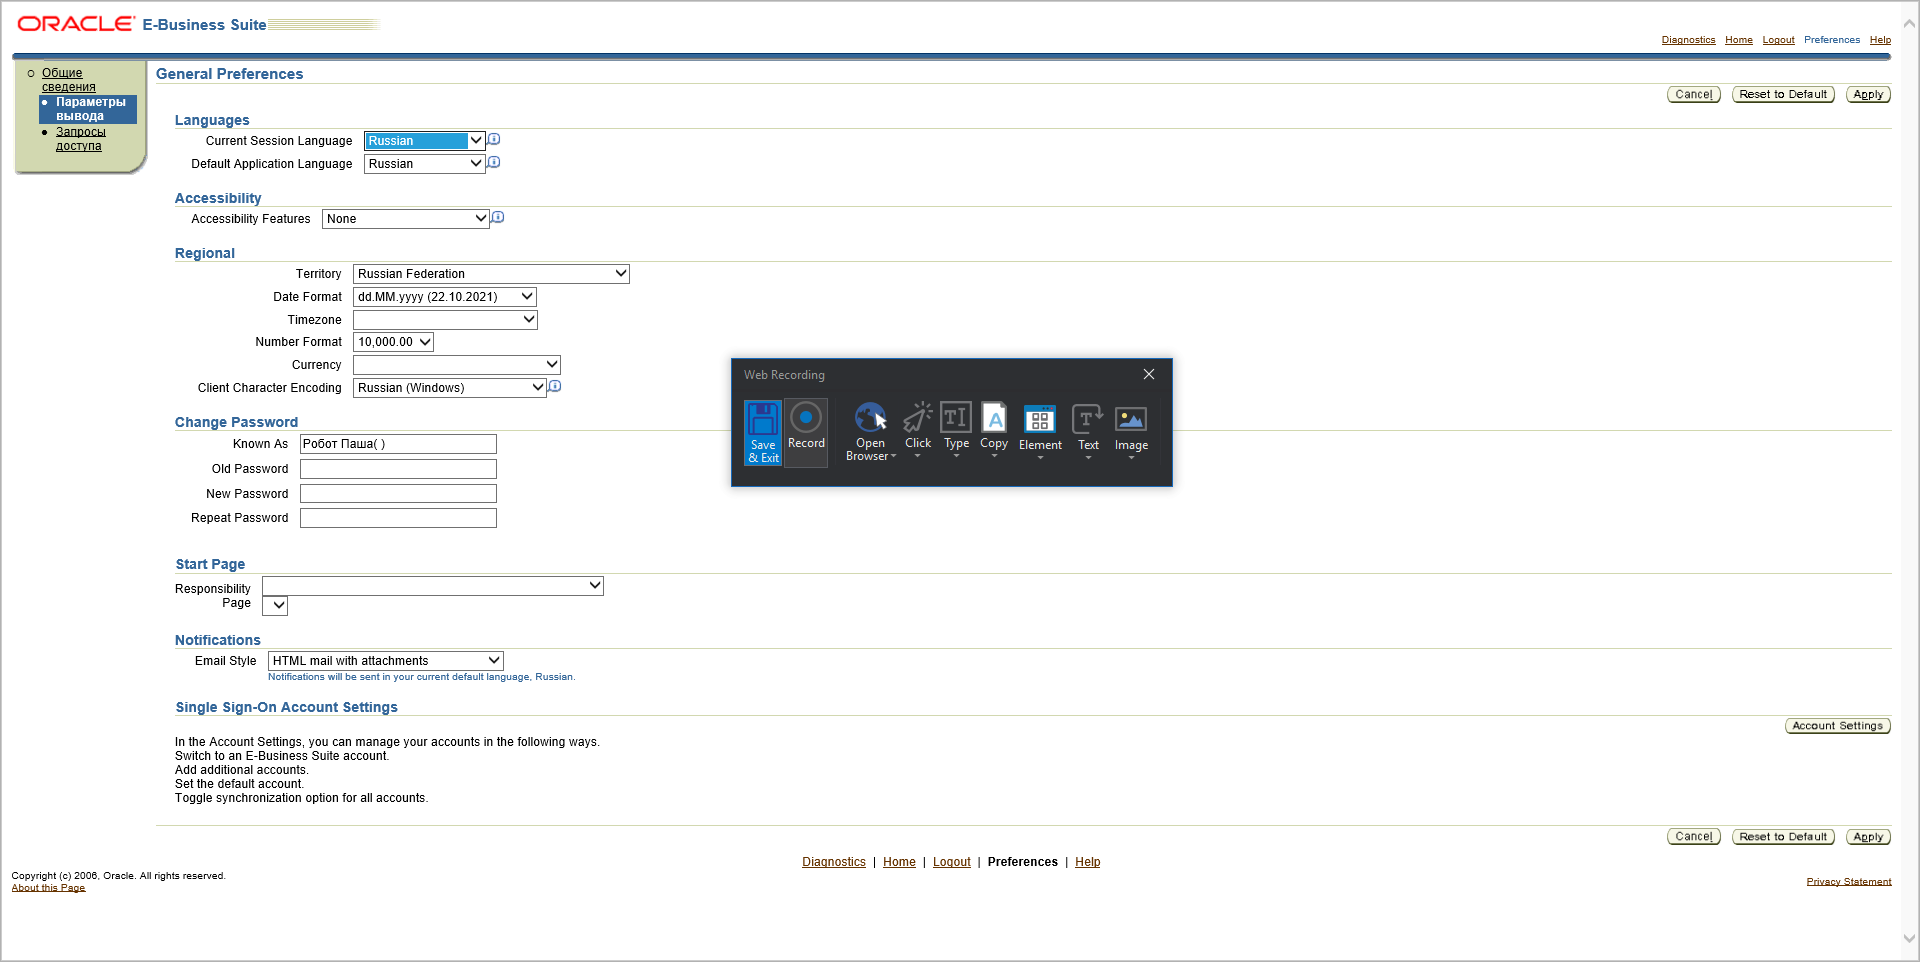 ORACLE E-Business Suite
Diagnostics Home Logout Preferences Help
Общие
сведения
Параметры
вывода
Запросы
доступа
General Preferences
Cancel Reset to Default Apply
Languages
Current Session Language Russian
Default Application Language Russian
Accessibility
Accessibility Features None
Regional
Territory Russian Federation
Date Format dd.MM.yyyy (22.10.2021)
Timezone
Number Format 10,000.00
Currency
Client Character Encoding Russian (Windows)
Web Recording
Save
& Exit
Record
Open
Browser
Click
Type
Copy
Element
Text
Image
Change Password
Known As Робот Паша( )
Old Password
New Password
Repeat Password
Start Page
Responsibility
Page
Notifications
Email Style HTML mail with attachments
Notifications will be sent in your current default language, Russian.
Single Sign-On Account Settings
Account Settings
In the Account Settings, you can manage your accounts in the following ways.
Switch to an E-Business Suite account.
Add additional accounts.
Set the default account.
Toggle synchronization option for all accounts.
Cancel Reset to Default Apply
Diagnostics | Home | Logout | Preferences | Help
Copyright (c) 2006, Oracle. All rights reserved.
About this Page
Privacy Statement